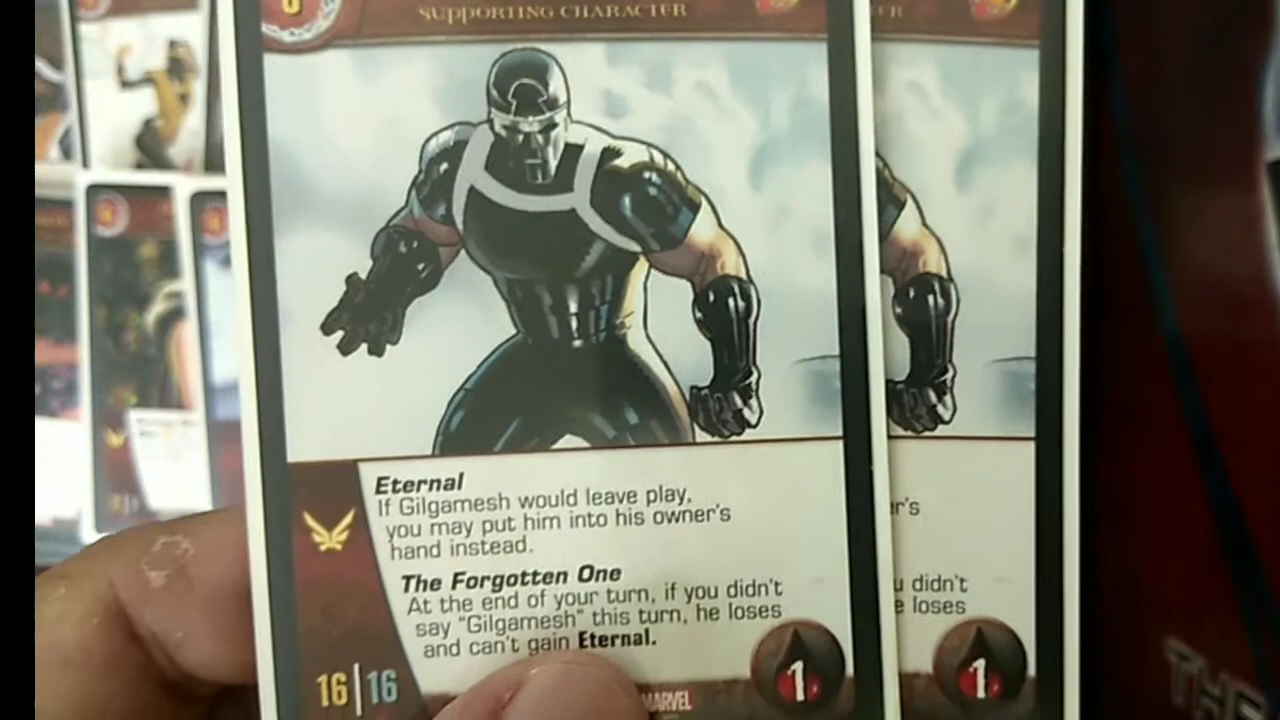 SUPPORTING CHARACTER
Eternal
If Gilgamesh would leave play,
you may put him into his owner's
hand instead.
The Forgotten One
At the end of your turn, if you didn't
say "Gilgamesh" this turn, he loses
and can't gain Eternal.
16|16
MARVEL
1
ER
er's
u didn't
e loses
1
THE